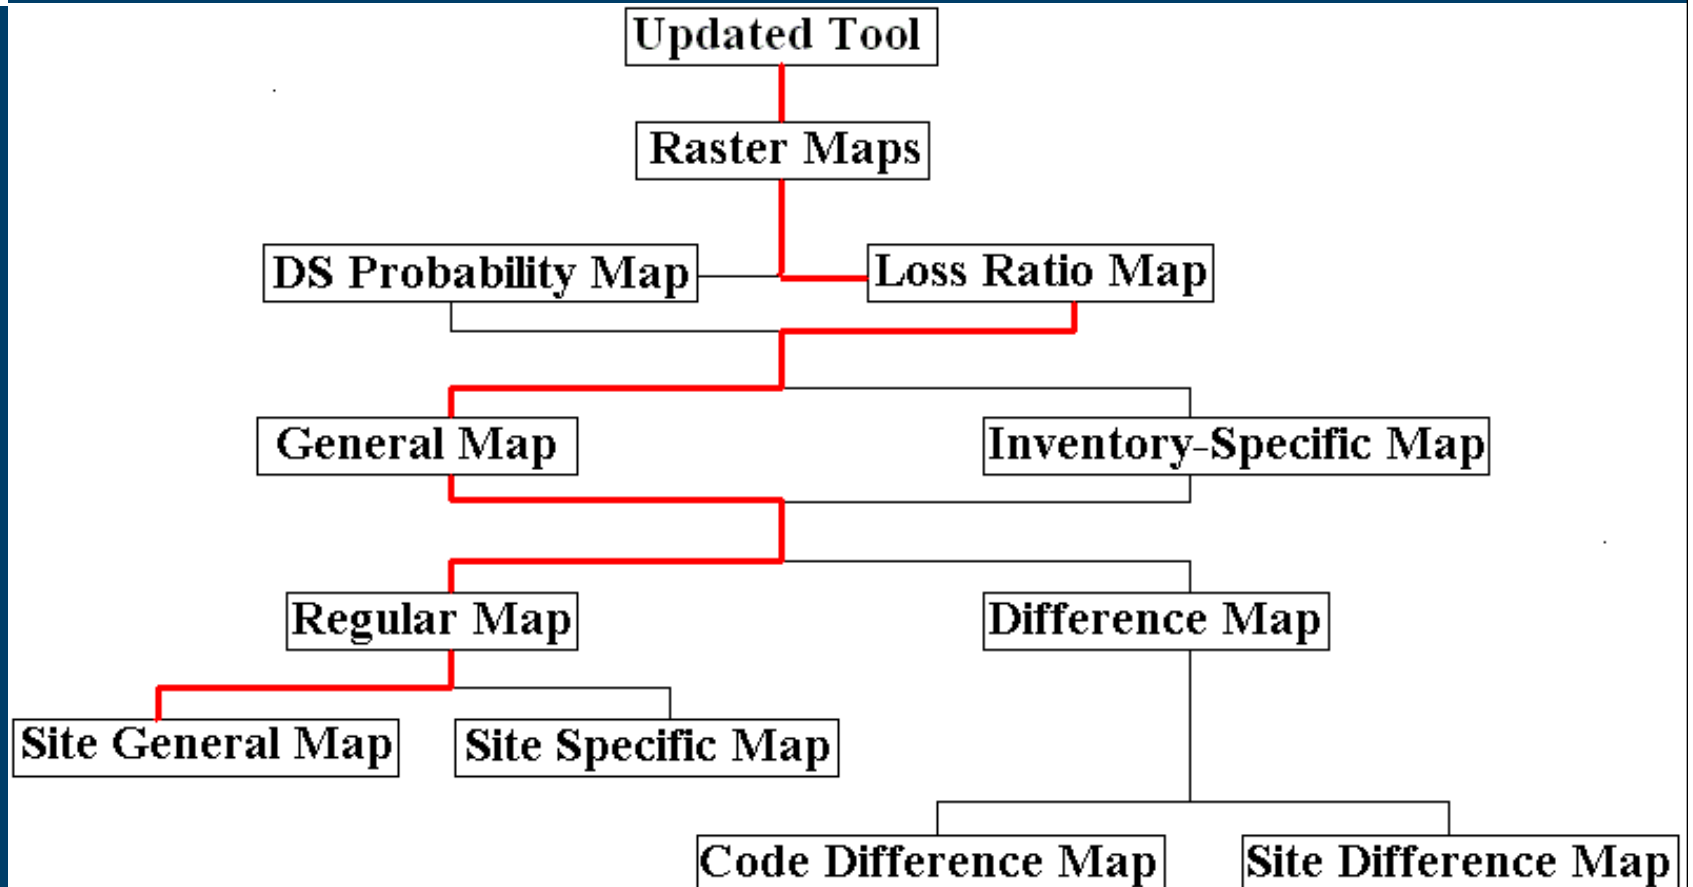 Updated Tool
Raster Maps
DS Probability Map
Loss Ratio Map
General Map
Inventory-Specific Map
Regular Map
Difference Map
Site General Map
Site Specific Map
Code Difference Map
Site Difference Map